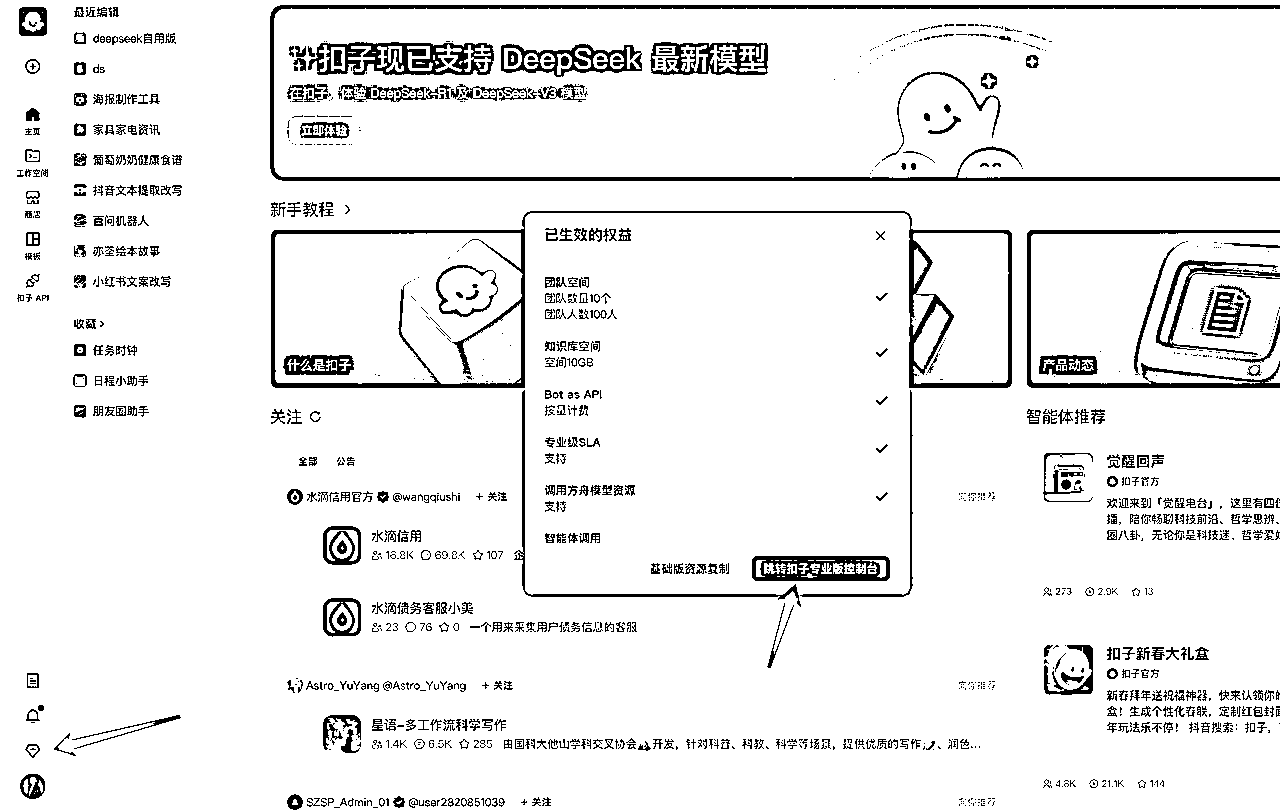 最近编辑
deepseek自用版
ds
海报制作工具
家具家电资讯
葡萄奶奶健康食谱
抖音文本提取改写
百问机器人
亦荃绘本故事
小红书文案改写
收藏 >
任务时钟
日程小助手
朋友圈助手
主页
工作空间
商店
模板
扣子 API
扣子现已支持 DeepSeek 最新模型
在扣子，体验 DeepSeek-R1 及 DeepSeek-V3 模型
立即体验
新手教程 >
什么是扣子
产品动态
已生效的权益
团队空间
团队数量10个
团队人数100人
知识库空间
空间10GB
Bot as API
按量计费
专业级SLA
支持
调用方舟模型资源
支持
智能体调用
基础版资源复制
跳转扣子专业版控制台
关注
全部 公告
水滴信用官方 @wangqiushi + 关注
向你推荐
水滴信用
16.8K 69.8K 107
水滴债务客服小美
23 76 0 一个用来采集用户债务信息的客服
Astro_YuYang @Astro_YuYang + 关注
向你推荐
星语-多工作流科学写作
1.4K 6.5K 285 由国科大他山学科交叉协会开发，针对科普、科教、科学等场景，提供优质的写作、润色...
SZSP_Admin_01 @user2820851039 + 关注
向你推荐
智能体推荐
觉醒回声
扣子官方
欢迎来到「觉醒电台」，这里有四位
播，陪你畅聊科技前沿、哲学思辨、
圈八卦，无论你是科技迷、哲学爱好
273 2.9K 13
扣子新春大礼盒
扣子官方
新春拜年送祝福神器，快来认领你的
盒！生成个性化春联，定制红包封面
年玩法乐不停！ 抖音搜索：扣子，
4.8K 21.1K 144